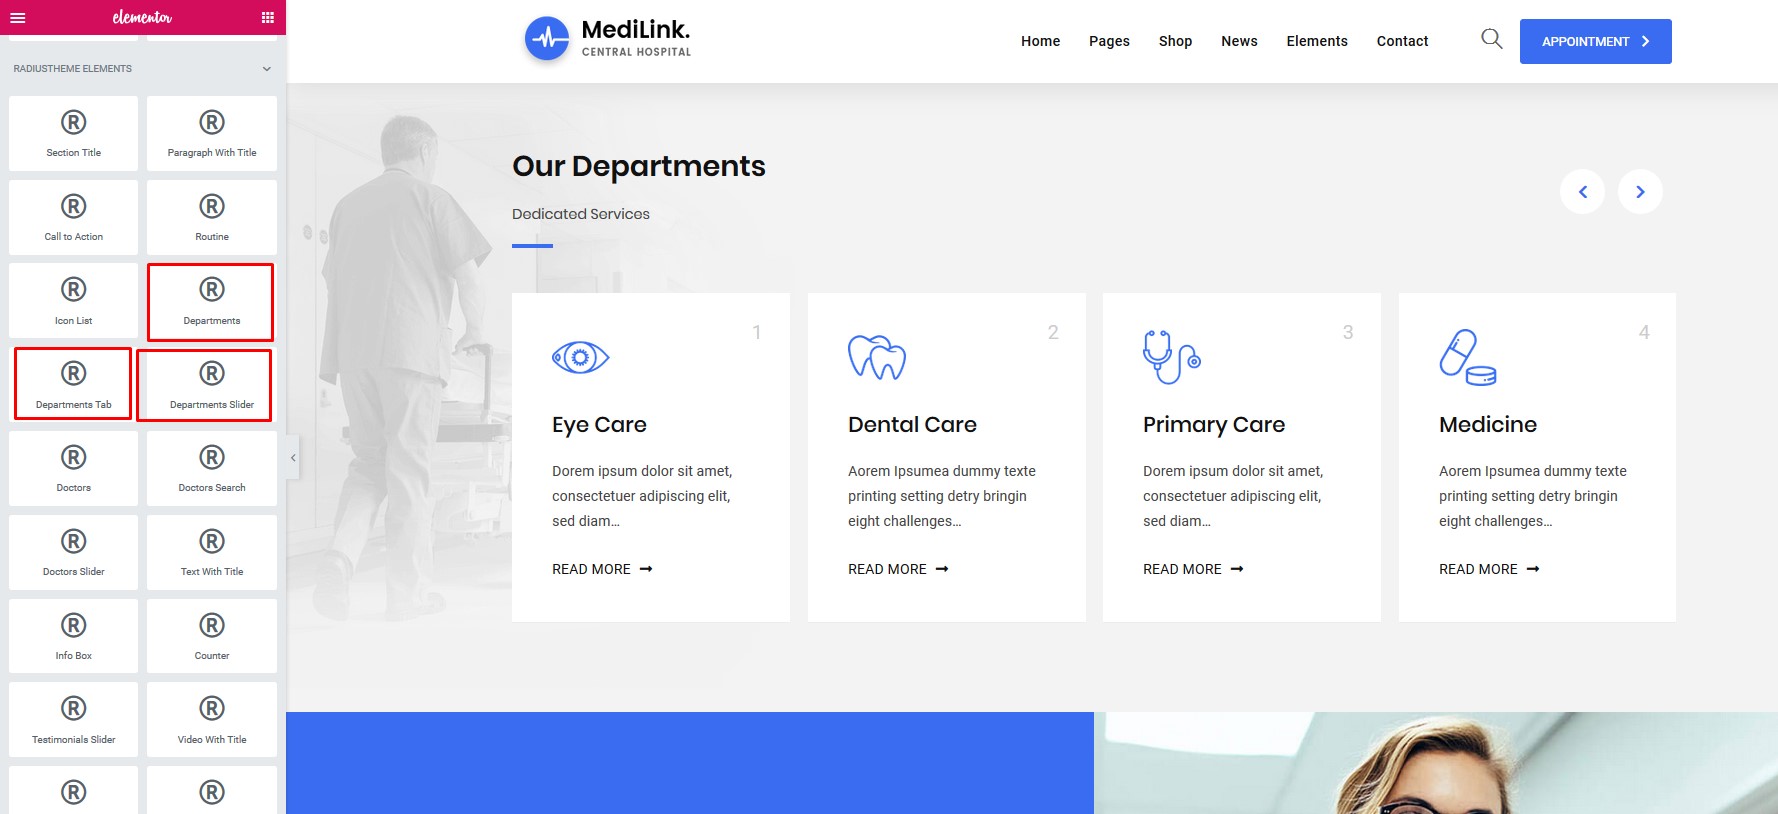 elementor
RADIUSTHEME ELEMENTS
Section Title
Paragraph With Title
Call to Action
Routine
Icon List
Departments
Departments Tab
Departments Slider
Doctors
Doctors Search
Doctors Slider
Text With Title
Info Box
Counter
Testimonials Slider
Video With Title
MediLink.
CENTRAL HOSPITAL
Home Pages Shop News Elements Contact
APPOINTMENT
Our Departments
Dedicated Services
1
Eye Care
Dorem ipsum dolor sit amet,
consectetuer adipiscing elit,
sed diam…
READ MORE
2
Dental Care
Aorem Ipsumea dummy texte
printing setting detry bringin
eight challenges…
READ MORE
3
Primary Care
Dorem ipsum dolor sit amet,
consectetuer adipiscing elit,
sed diam…
READ MORE
4
Medicine
Aorem Ipsumea dummy texte
printing setting detry bringin
eight challenges…
READ MORE